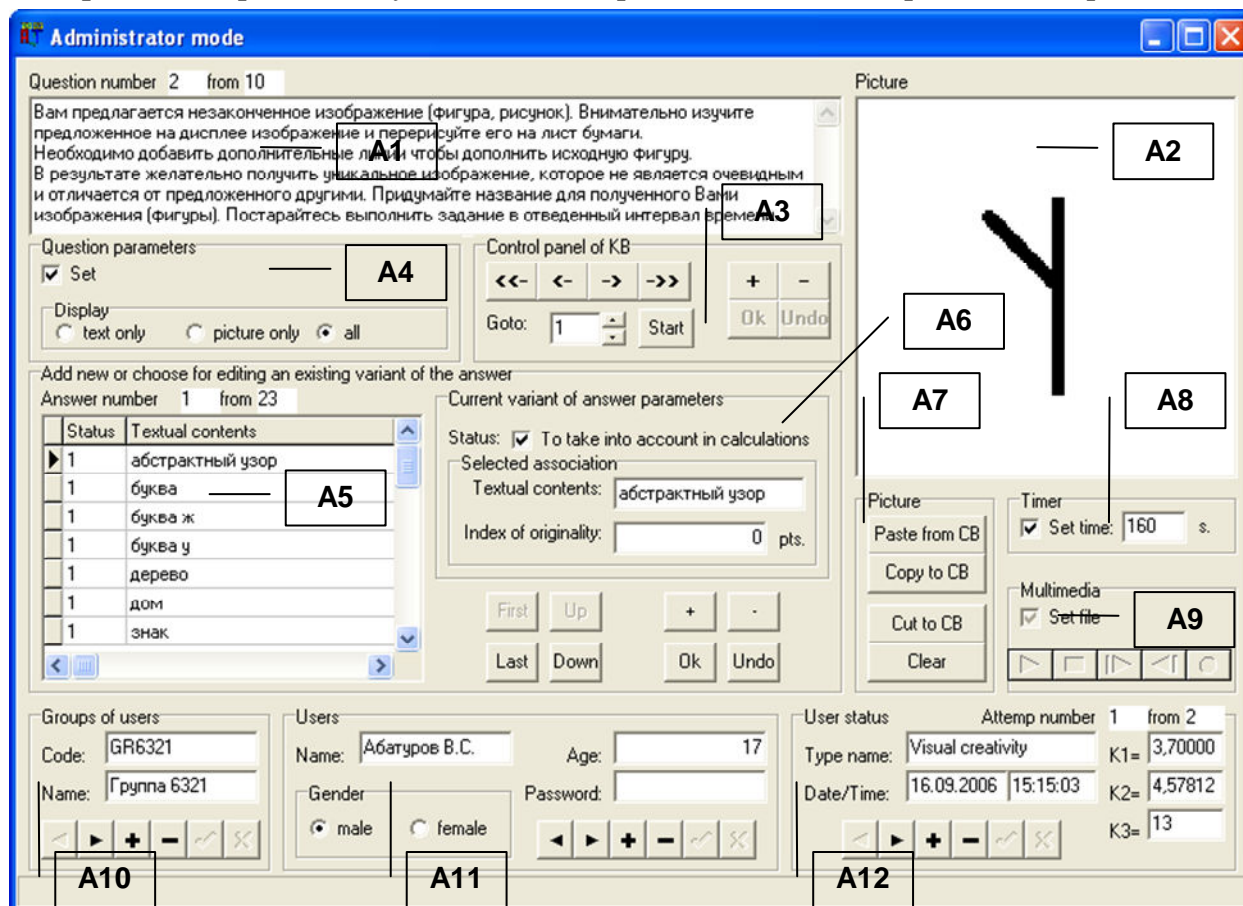 Administrator mode
Question number 2 from 10
Picture
Вам предлагается незаконченное изображение (фигура, рисунок). Внимательно изучите
предложенное на дисплее изображение и перерисуйте его на лист бумаги.
Необходимо добавить дополнительные линии чтобы дополнить исходную фигуру.
В результате желательно получить уникальное изображение, которое не является очевидным
и отличается от предложенного другими. Придумайте название для полученного Вами
изображения (фигуры). Постарайтесь выполнить задание в отведенный интервал времени
A1
A2
A3
Question parameters
Set
A4
Display
text only picture only all
Control panel of KB
<<- <- -> ->> + -
Goto: 1 Start Ok Undo
A6
A7
A8
Add new or choose for editing an existing variant of the answer
Answer number 1 from 23
Status Textual contents
1 абстрактный узор
1 буква
1 буква ж
1 буква у
1 дерево
1 дом
1 знак
A5
Current variant of answer parameters
Status: To take into account in calculations
Selected association
Textual contents: абстрактный узор
Index of originality: 0 pts.
First Up + -
Last Down Ok Undo
Picture
Paste from CB
Copy to CB
Cut to CB
Clear
Timer
Set time: 160 s.
Multimedia
Set file
A9
Groups of users
Code: GR6321
Name: Группа 6321
A10
Users
Name: Абатуров В.С. Age: 17
Gender Password:
male female
A11
User status Attemp number 1 from 2
Type name: Visual creativity K1= 3,70000
Date/Time: 16.09.2006 15:15:03 K2= 4,57812
K3= 13
A12